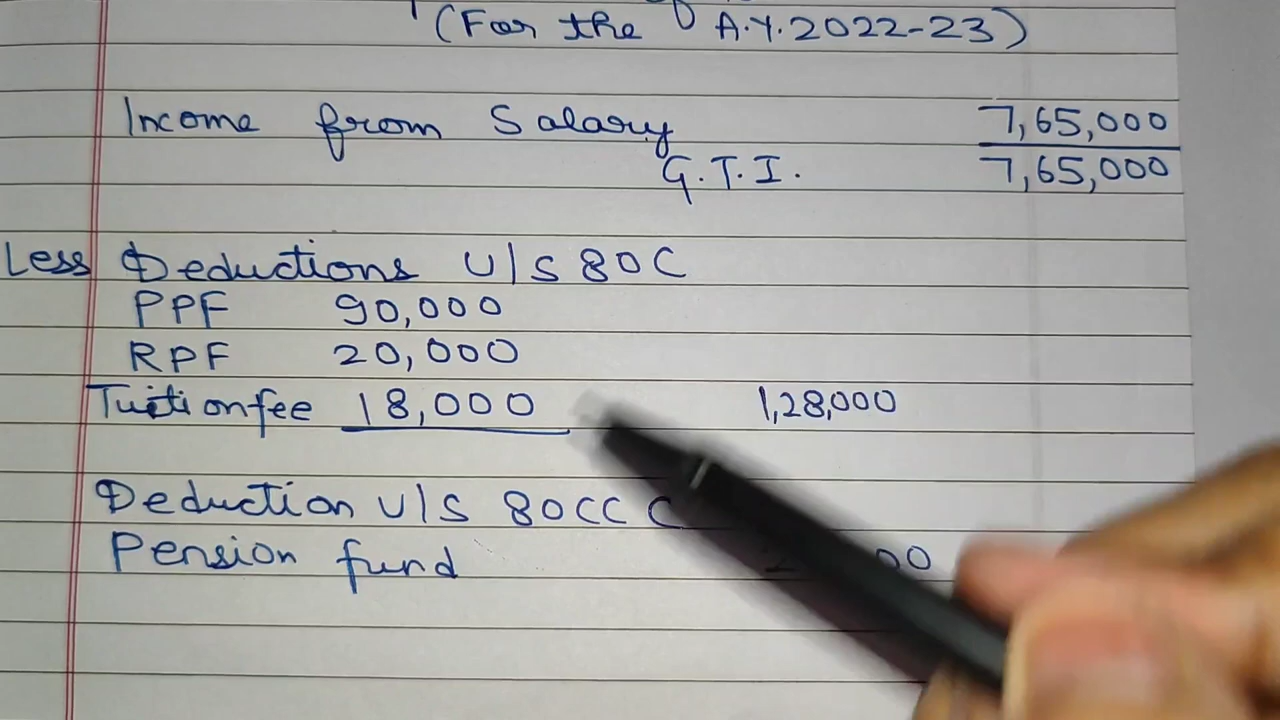 (For the A.Y. 2022-23)
Income from Salary 7,65,000
G.T.I. 7,65,000
Less Deductions U/S 80C
PPF 90,000
RPF 20,000
Tuition fee 18,000 1,28,000
Deduction U/S 80CCC
Pension fund